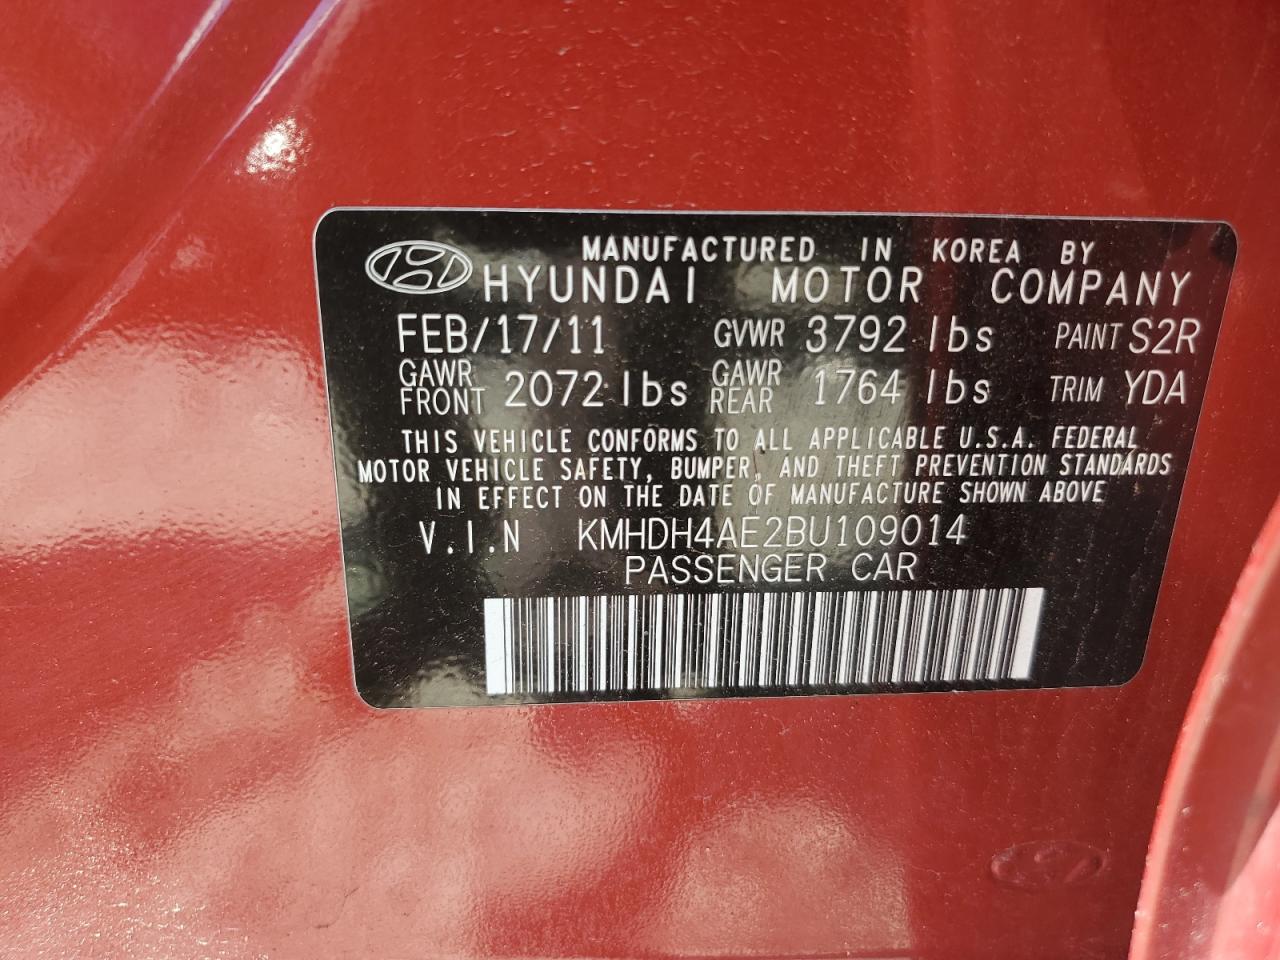 MANUFACTURED IN KOREA BY
HYUNDAI MOTOR COMPANY
FEB/17/11 GVWR 3792 lbs PAINT S2R
GAWR FRONT 2072 lbs GAWR REAR 1764 lbs TRIM YDA
THIS VEHICLE CONFORMS TO ALL APPLICABLE U.S.A. FEDERAL
MOTOR VEHICLE SAFETY, BUMPER, AND THEFT PREVENTION STANDARDS
IN EFFECT ON THE DATE OF MANUFACTURE SHOWN ABOVE
V.I.N KMHDH4AE2BU109014
PASSENGER CAR